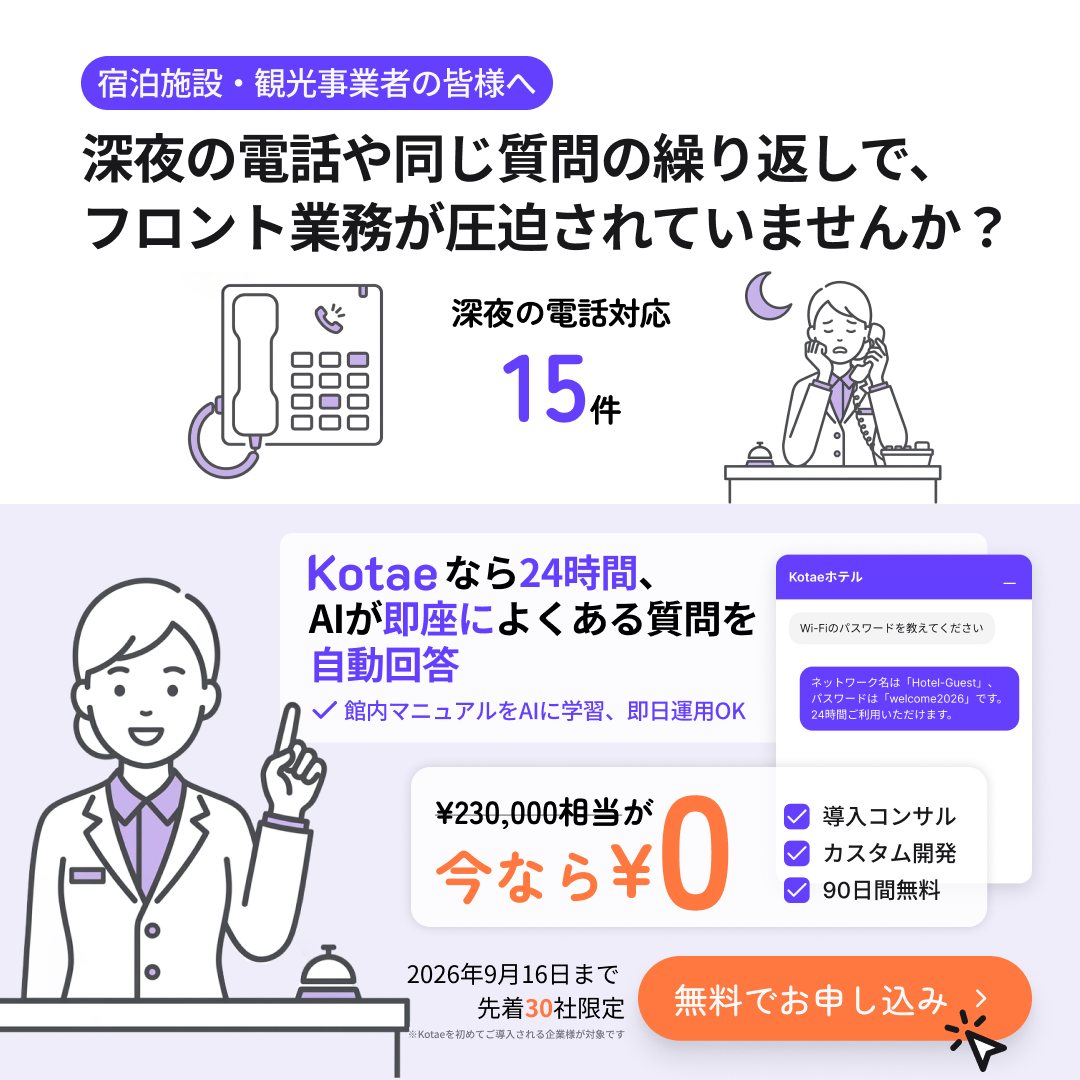 宿泊施設・観光事業者の皆様へ
深夜の電話や同じ質問の繰り返しで、
フロント業務が圧迫されていませんか？
深夜の電話対応
15件
Kotaeなら24時間、
AIが即座によくある質問を
自動回答
館内マニュアルをAIに学習、即日運用OK
Kotaeホテル
Wi-Fiのパスワードを教えてください
ネットワーク名は「Hotel-Guest」、
パスワードは「welcome2026」です。
24時間ご利用いただけます。
¥230,000相当が
今なら¥0
導入コンサル
カスタム開発
90日間無料
2026年9月16日まで
先着30社限定
※Kotaeを初めてご導入される企業様が対象です
無料でお申し込み